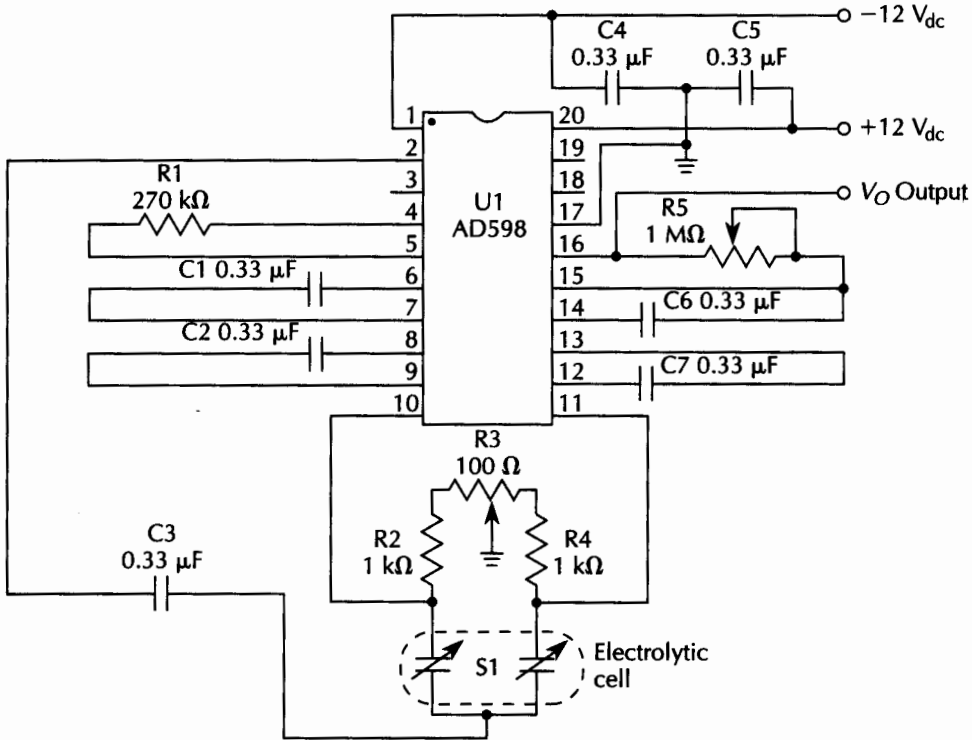 −12 Vdc
C4
0.33 μF
C5
0.33 μF
1
20
+12 Vdc
2
19
R1
270 kΩ
3
18
VO Output
U1
AD598
4
17
R5
1 MΩ
5
16
C1 0.33 μF
6
15
7
14
C6 0.33 μF
C2 0.33 μF
8
13
9
12
C7 0.33 μF
10
11
R3
100 Ω
R2
1 kΩ
R4
1 kΩ
C3
0.33 μF
S1
Electrolytic
cell